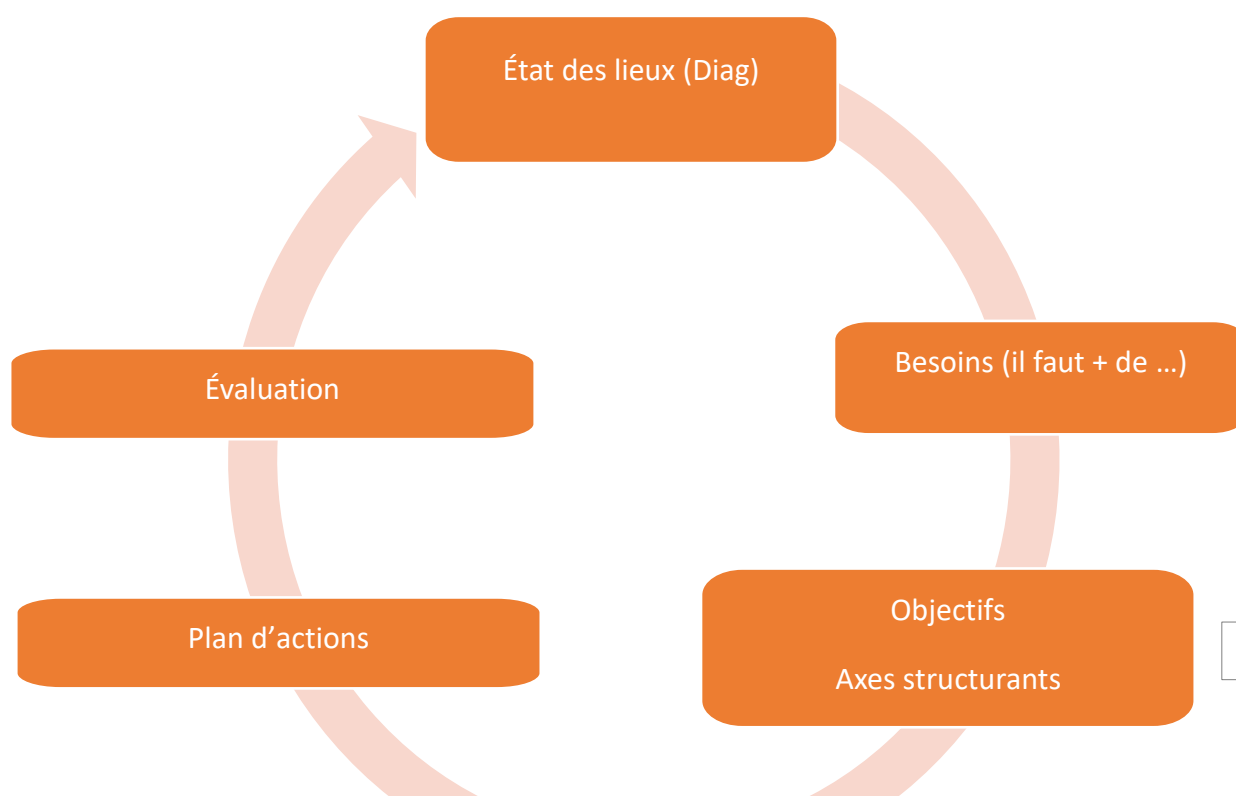 État des lieux (Diag)
Besoins (il faut + de ...)
Objectifs
Axes structurants
Plan d’actions
Évaluation